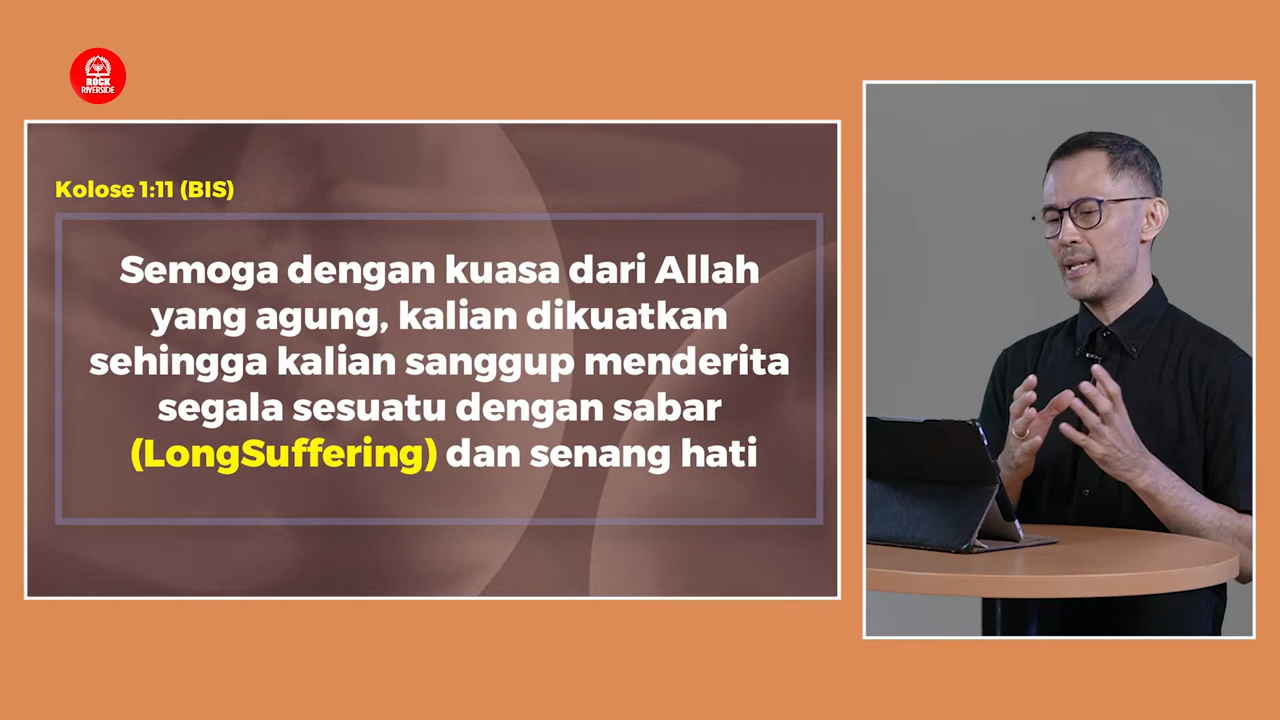 ROCK
RIVERSIDE
Kolose 1:11 (BIS)
Semoga dengan kuasa dari Allah
yang agung, kalian dikuatkan
sehingga kalian sanggup menderita
segala sesuatu dengan sabar
(LongSuffering) dan senang hati